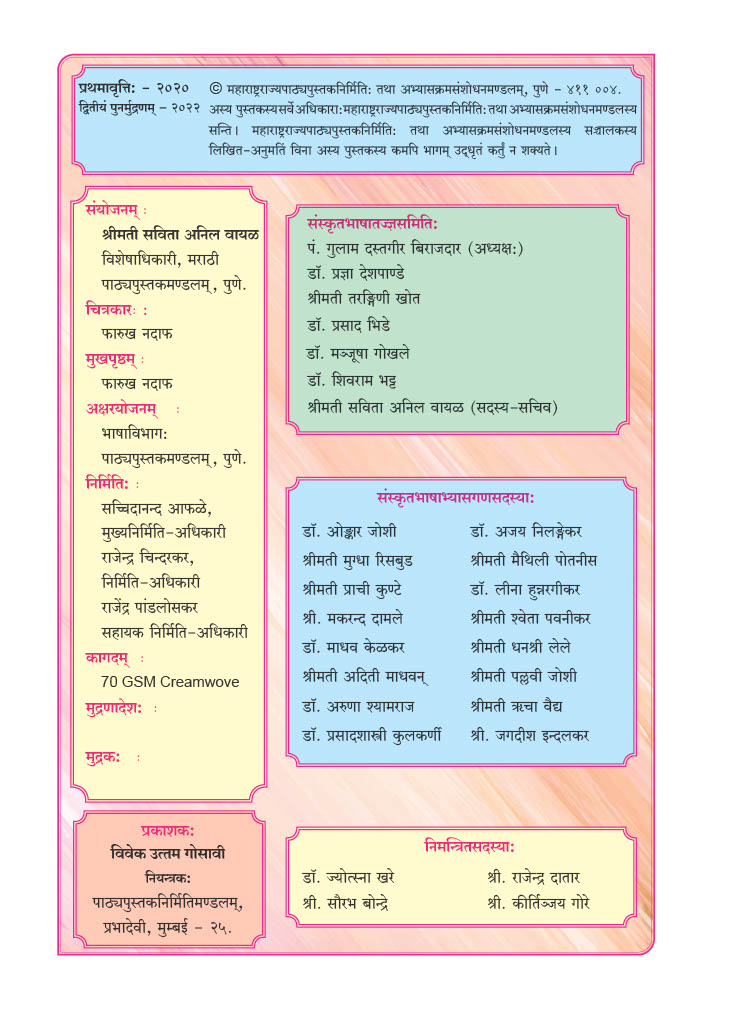 प्रथमावृत्ति: - २०२०
द्वितीयं पुनर्मुद्रणम् - २०२२
© महाराष्ट्रराज्यपाठ्यपुस्तकनिर्मिति: तथा अभ्यासक्रमसंशोधनमण्डलम्, पुणे - ४११ ००४.
अस्य पुस्तकस्य सर्वे अधिकारा: महाराष्ट्रराज्यपाठ्यपुस्तकनिर्मिति: तथा अभ्यासक्रमसंशोधनमण्डलस्य
सन्ति। महाराष्ट्रराज्यपाठ्यपुस्तकनिर्मिति: तथा अभ्यासक्रमसंशोधनमण्डलस्य सञ्चालकस्य
लिखित-अनुमतिं विना अस्य पुस्तकस्य कमपि भागम् उद्धृतं कर्तुं न शक्यते।
संयोजनम् :
श्रीमती सविता अनिल वायळ
विशेषाधिकारी, मराठी
पाठ्यपुस्तकमण्डलम्, पुणे.
चित्रकारः :
फारुख नदाफ
मुखपृष्ठम् :
फारुख नदाफ
अक्षरयोजनम् :
भाषाविभाग:
पाठ्यपुस्तकमण्डलम्, पुणे.
निर्मिति: :
सच्चिदानन्द आफळे,
मुख्यनिर्मिति-अधिकारी
राजेन्द्र चिन्दरकर,
निर्मिति-अधिकारी
राजेंद्र पांडलोसकर
सहायक निर्मिति-अधिकारी
कागदम् :
70 GSM Creamwove
मुद्रणादेश: :
मुद्रक: :
प्रकाशक:
विवेक उत्तम गोसावी
नियन्त्रक:
पाठ्यपुस्तकनिर्मितिमण्डलम्,
प्रभादेवी, मुम्बई - २५.
संस्कृतभाषातज्ज्ञसमिति:
पं. गुलाम दस्तगीर बिराजदार (अध्यक्ष:)
डॉ. प्रज्ञा देशपाण्डे
श्रीमती तरङ्गिणी खोत
डॉ. प्रसाद भिडे
डॉ. मञ्जूषा गोखले
डॉ. शिवराम भट्ट
श्रीमती सविता अनिल वायळ (सदस्य-सचिव)
संस्कृतभाषाभ्यासगणसदस्या:
डॉ. ओङ्कार जोशी
श्रीमती मुग्धा रिसबुड
श्रीमती प्राची कुण्टे
श्री. मकरन्द दामले
डॉ. माधव केळकर
श्रीमती अदिती माधवन्
डॉ. अरुणा श्यामराज
डॉ. प्रसादशास्त्री कुलकर्णी
डॉ. अजय निलङ्गेकर
श्रीमती मैथिली पोतनीस
डॉ. लीना हुन्नरगीकर
श्रीमती श्वेता पवनीकर
श्रीमती धनश्री लेले
श्रीमती पल्लवी जोशी
श्रीमती ऋचा वैद्य
श्री. जगदीश इन्दलकर
निमन्त्रितसदस्या:
डॉ. ज्योत्स्ना खरे
श्री. सौरभ बोन्द्रे
श्री. राजेन्द्र दातार
श्री. कीर्तिञ्जय गोरे